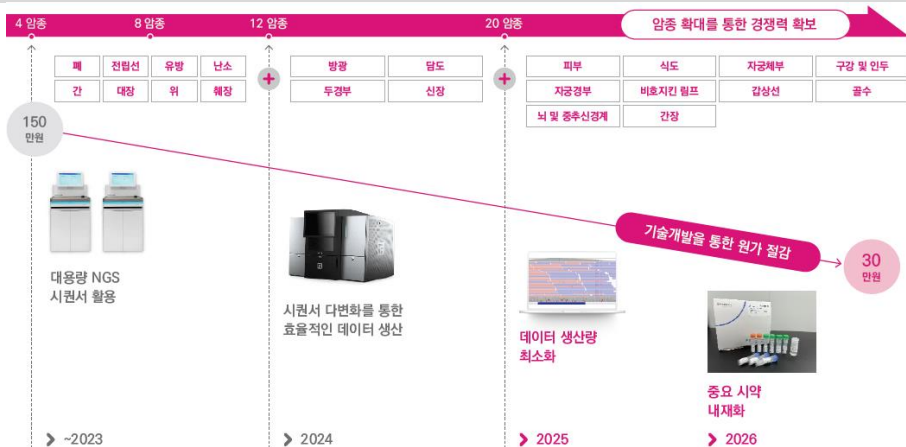 4 암종
8 암종
12 암종
20 암종
암종 확대를 통한 경쟁력 확보
폐
전립선
유방
난소
간
대장
위
췌장
방광
담도
두경부
신장
피부
식도
자궁체부
구강 및 인두
자궁경부
비호지킨 림프
갑상선
골수
뇌 및 중추신경계
간장
150
만원
대용량 NGS
시퀀서 활용
시퀀서 다변화를 통한
효율적인 데이터 생산
기술개발을 통한 원가 절감
30
만원
데이터 생산량
최소화
중요 시약
내재화
~2023
2024
2025
2026